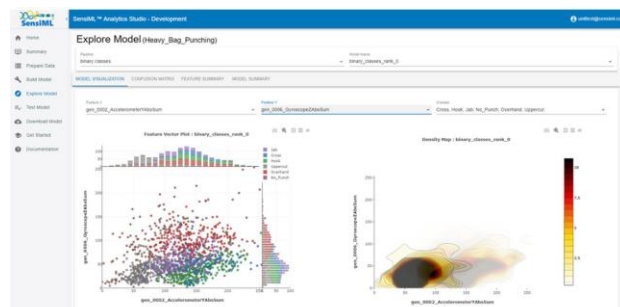 SensiML
SensiML™ Analytics Studio - Development
Home
Summary
Prepare Data
Build Model
Explore Model
Test Model
Download Model
Get Started
Documentation
Explore Model (Heavy_Bag_Punching)
Pipeline
binary classes
Model Name
binary_classes_rank_0
MODEL VISUALIZATION
CONFUSION MATRIX
FEATURE SUMMARY
MODEL SUMMARY
Feature X
gen_0002_AccelerometerYAbsSum
Feature Y
gen_0006_GyroscopeZAbsSum
Classes
Cross, Hook, Jab, No_Punch, Overhand, Uppercut
Feature Vector Plot : binary_classes_rank_0
Jab
Cross
Hook
Uppercut
Overhand
No_Punch
gen_0006_GyroscopeZAbsSum
gen_0002_AccelerometerYAbsSum
Density Map : binary_classes_rank_0
gen_0006_GyroscopeZAbsSum
gen_0002_AccelerometerYAbsSum